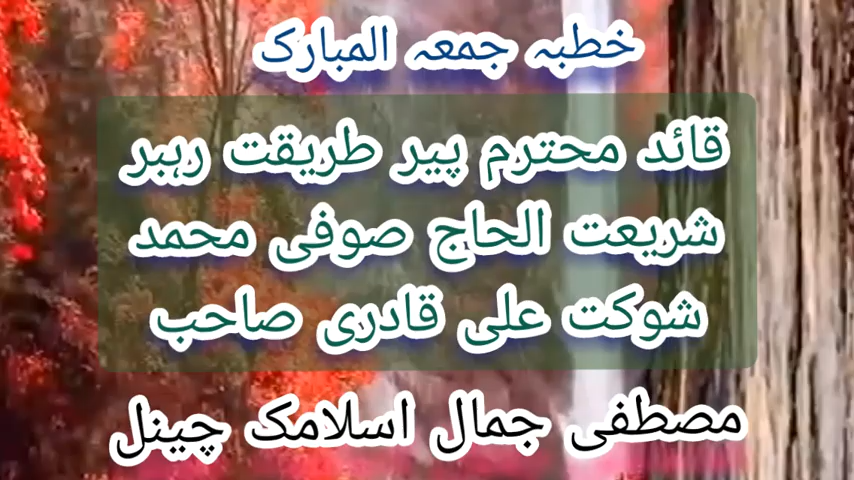 خطبہ جمعہ المبارک
قائد محترم پیر طریقت رہبر
شریعت الحاج صوفی محمد
شوکت علی قادری صاحب
مصطفی جمال اسلامک چینل